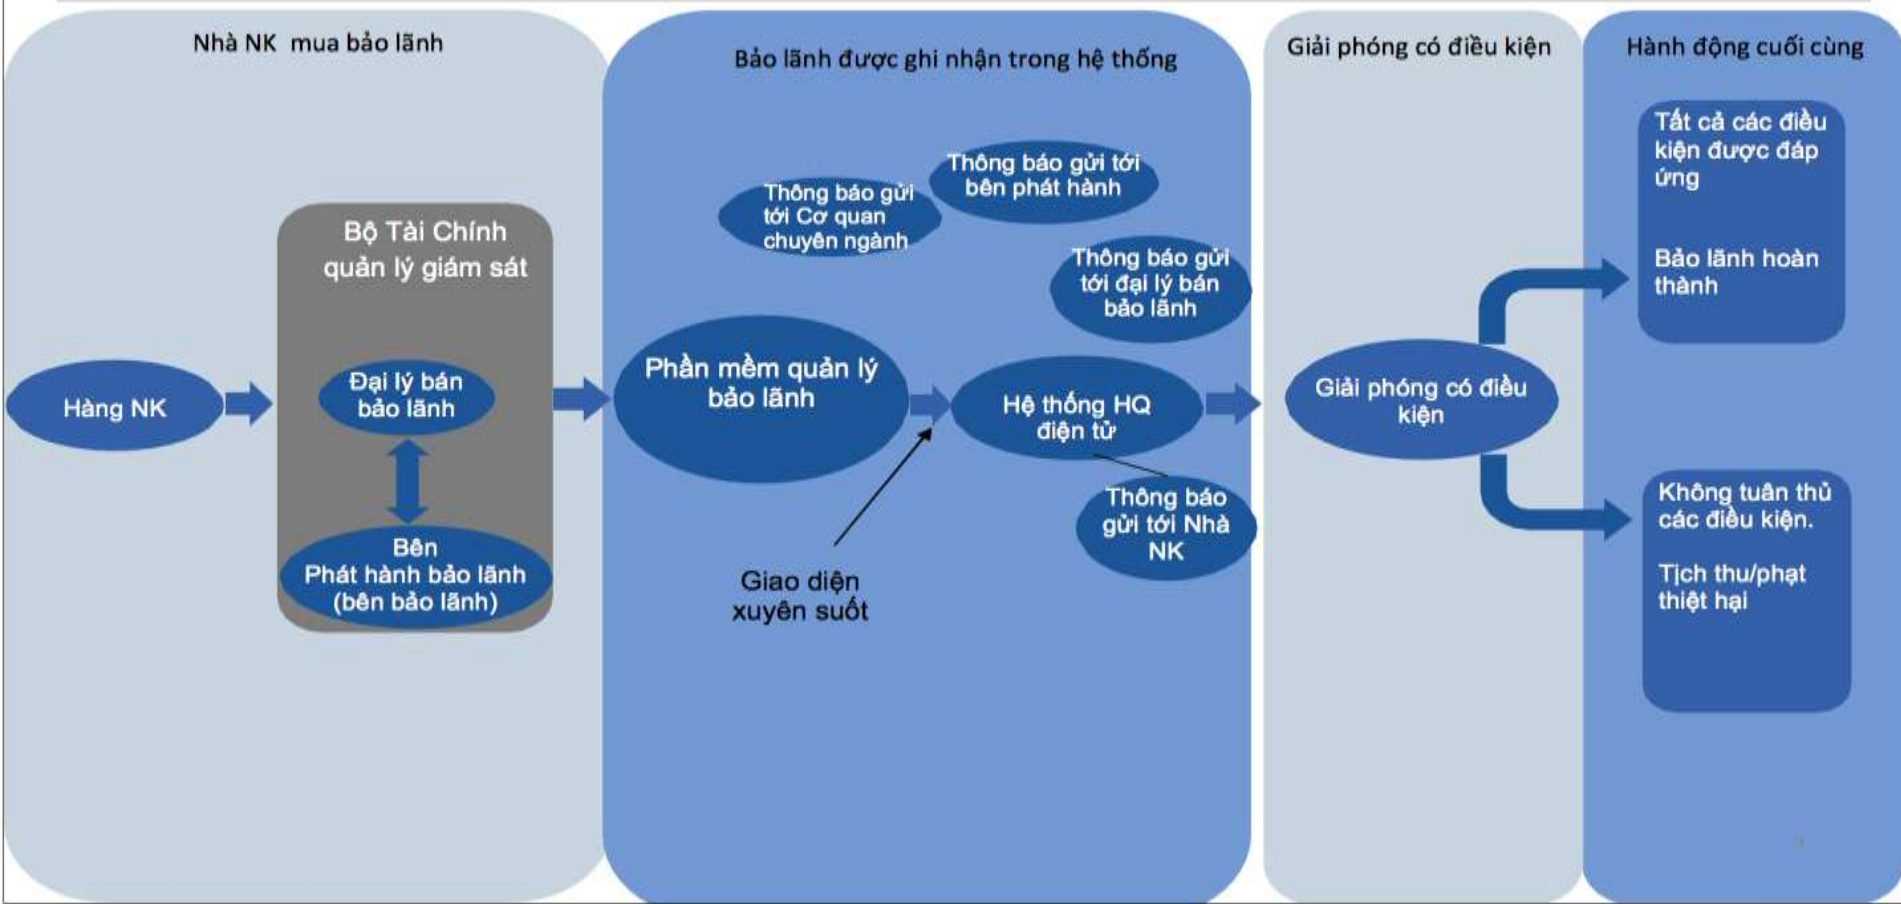 Nhà NK mua bảo lãnh
Bộ Tài Chính
quản lý giám sát
Hàng NK
Đại lý bán
bảo lãnh
Bên
Phát hành bảo lãnh
(bên bảo lãnh)
Bảo lãnh được ghi nhận trong hệ thống
Thông báo gửi
tới Cơ quan
chuyên ngành
Thông báo gửi tới
bên phát hành
Thông báo gửi
tới đại lý bán
bảo lãnh
Phần mềm quản lý
bảo lãnh
Hệ thống HQ
điện tử
Thông báo
gửi tới Nhà
NK
Giao diện
xuyên suốt
Giải phóng có điều kiện
Giải phóng có điều
kiện
Hành động cuối cùng
Tất cả các điều
kiện được đáp
ứng
Bảo lãnh hoàn
thành
Không tuân thủ
các điều kiện.
Tịch thu/phạt
thiệt hại